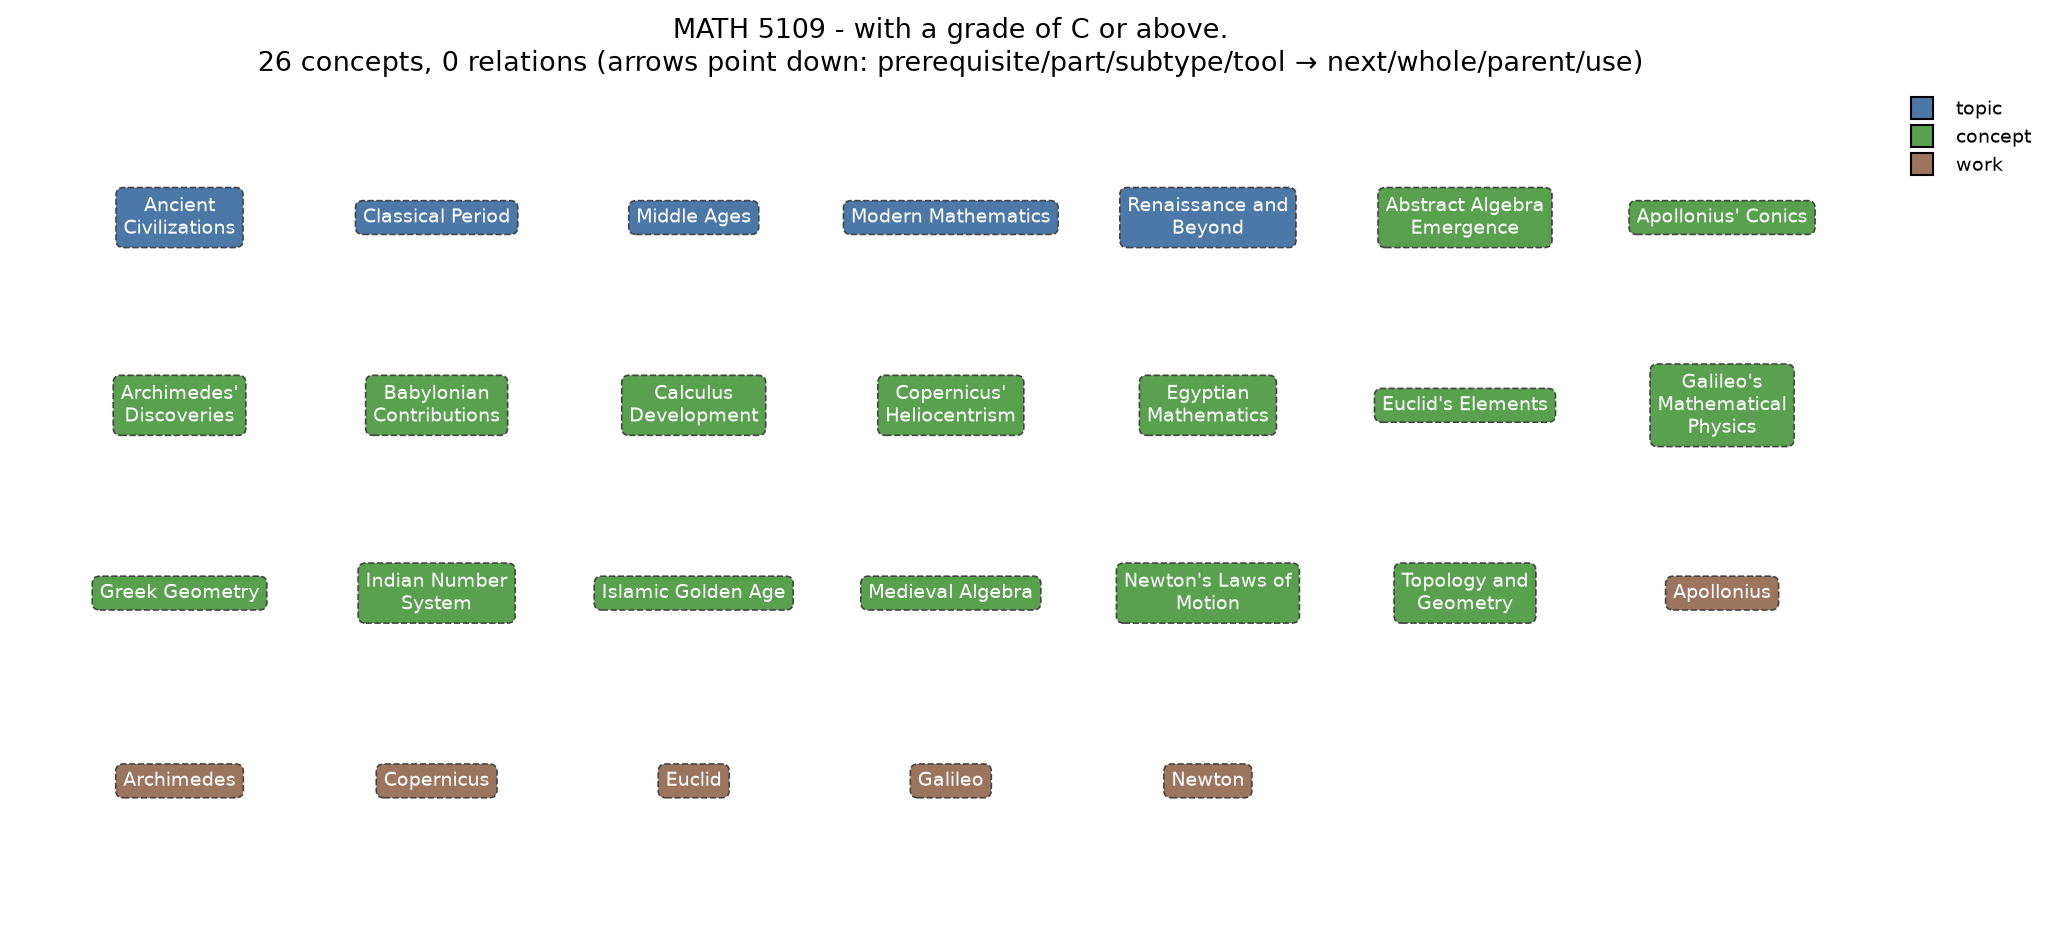 MATH 5109 - with a grade of C or above.
26 concepts, 0 relations (arrows point down: prerequisite/part/subtype/tool → next/whole/parent/use)
topic
concept
work
Ancient
Civilizations
Classical Period
Middle Ages
Modern Mathematics
Renaissance and
Beyond
Abstract Algebra
Emergence
Apollonius' Conics
Archimedes'
Discoveries
Babylonian
Contributions
Calculus
Development
Copernicus'
Heliocentrism
Egyptian
Mathematics
Euclid's Elements
Galileo's
Mathematical
Physics
Greek Geometry
Indian Number
System
Islamic Golden Age
Medieval Algebra
Newton's Laws of
Motion
Topology and
Geometry
Apollonius
Archimedes
Copernicus
Euclid
Galileo
Newton